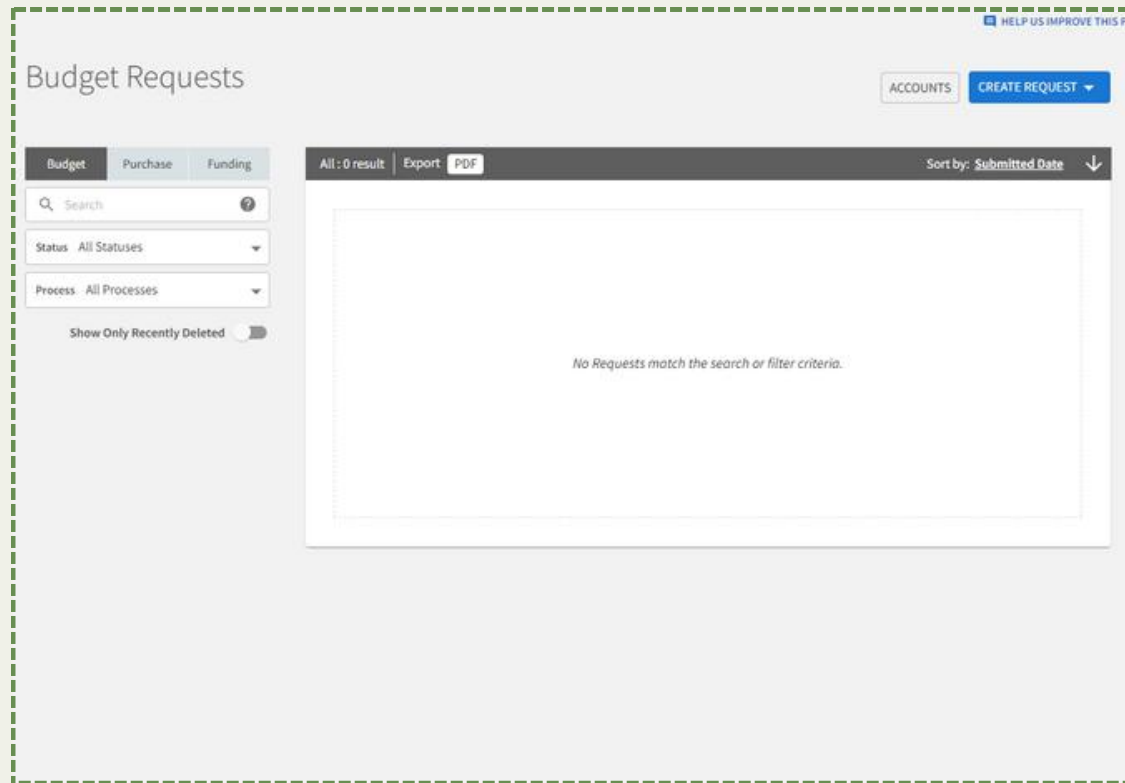 HELP US IMPROVE THIS
Budget Requests
ACCOUNTS
CREATE REQUEST
Budget Purchase Funding
All : 0 result Export PDF Sort by: Submitted Date
Search
Status All Statuses
Process All Processes
Show Only Recently Deleted
No Requests match the search or filter criteria.